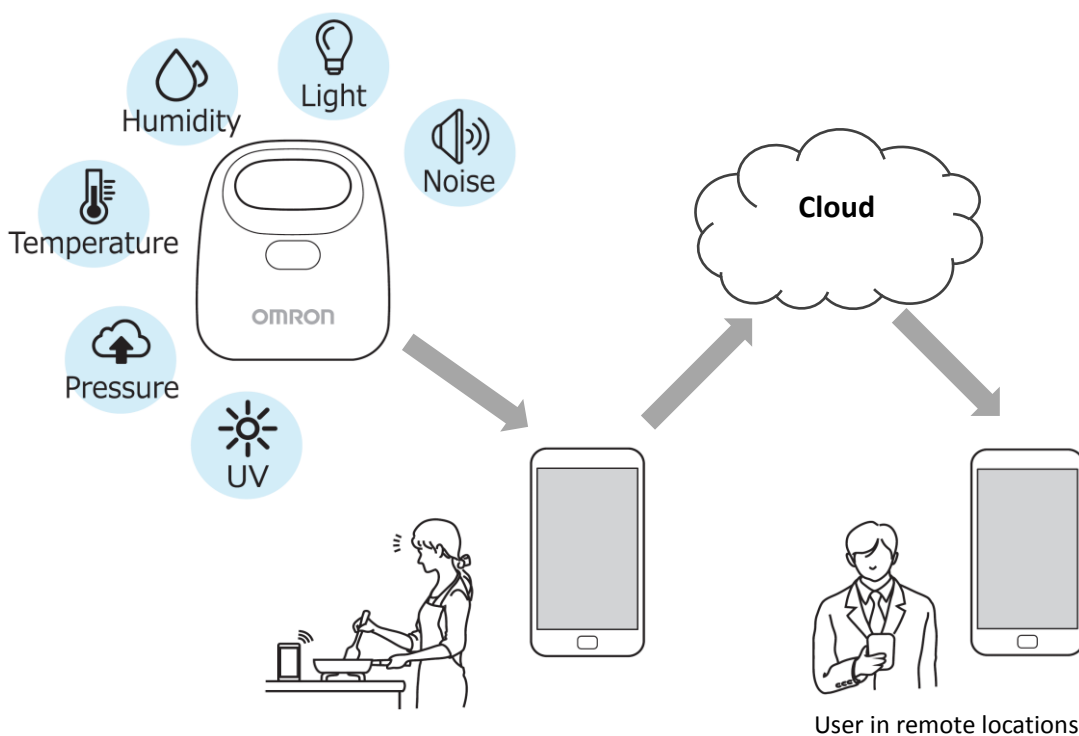 Light
Humidity
Noise
Temperature
Cloud
OMRON
Pressure
UV
User in remote locations